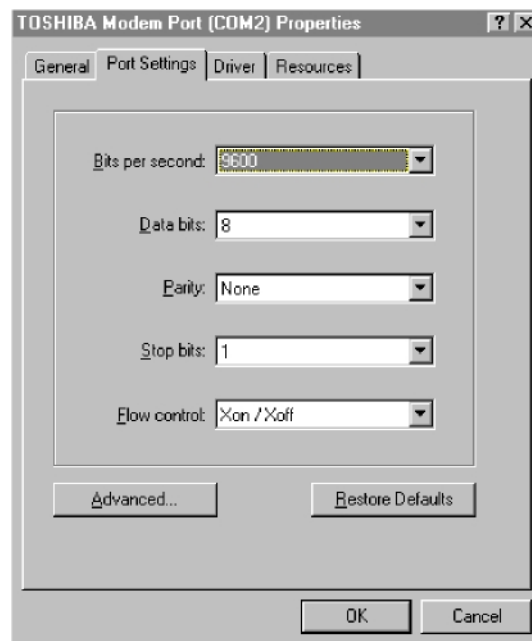 TOSHIBA Modem Port (COM2) Properties
General Port Settings Driver Resources
Bits per second: 9600
Data bits: 8
Parity: None
Stop bits: 1
Flow control: Xon / Xoff
Advanced... Restore Defaults
OK Cancel